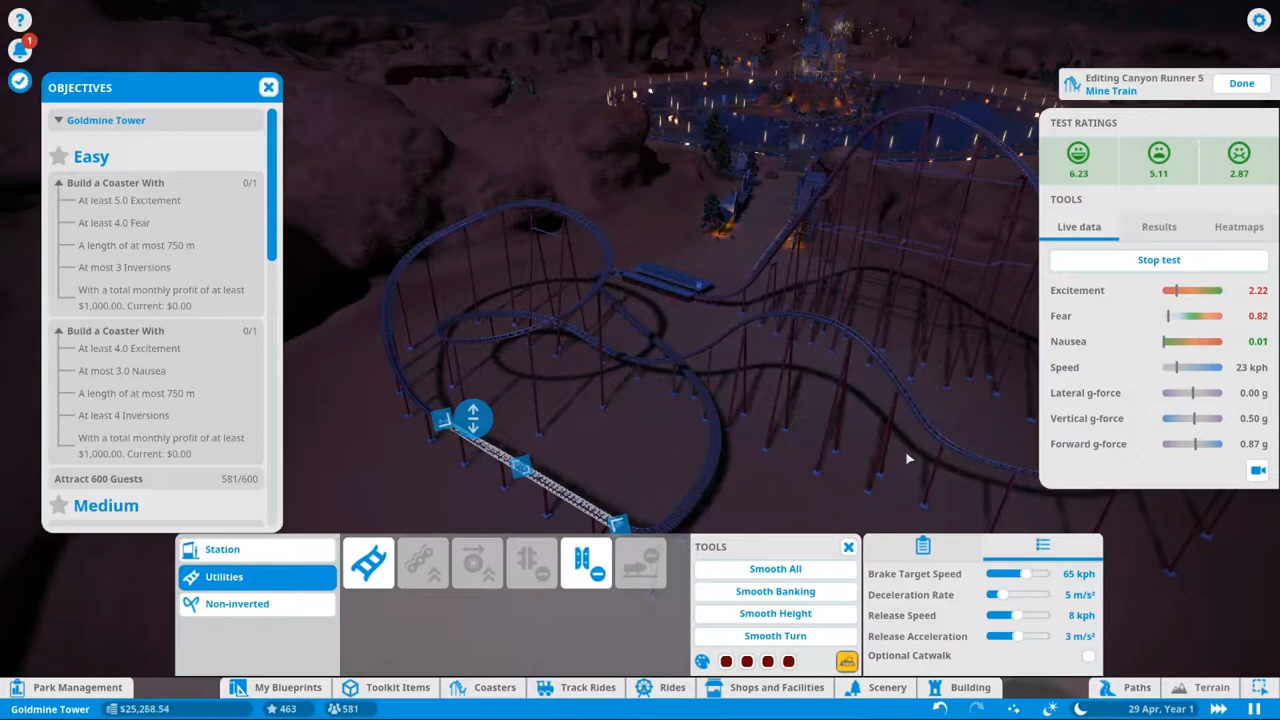 ?
1
OBJECTIVES
Goldmine Tower
Easy
Build a Coaster With 0/1
At least 5.0 Excitement
At least 4.0 Fear
A length of at most 750 m
At most 3 Inversions
With a total monthly profit of at least
$1,000.00. Current: $0.00
Build a Coaster With 0/1
At least 4.0 Excitement
At least 3.0 Nausea
A length of at most 750 m
At least 4 Inversions
With a total monthly profit of at least
$1,000.00. Current: $0.00
Attract 600 Guests 581/600
Medium
Editing Canyon Runner 5
Mine Train
Done
TEST RATINGS
6.23 5.11 2.87
TOOLS
Live data Results Heatmaps
Stop test
Excitement 2.22
Fear 0.82
Nausea 0.01
Speed 23 kph
Lateral g-force 0.00 g
Vertical g-force 0.50 g
Forward g-force 0.87 g
Station
Utilities
Non-inverted
TOOLS
Smooth All
Smooth Banking
Smooth Height
Smooth Turn
Brake Target Speed 65 kph
Deceleration Rate 5 m/s²
Release Speed 8 kph
Release Acceleration 3 m/s²
Optional Catwalk
Park Management My Blueprints Toolkit Items Coasters Track Rides Rides Shops and Facilities Scenery Building Paths Terrain
Goldmine Tower $25,268.54 463 581 29 Apr, Year 1